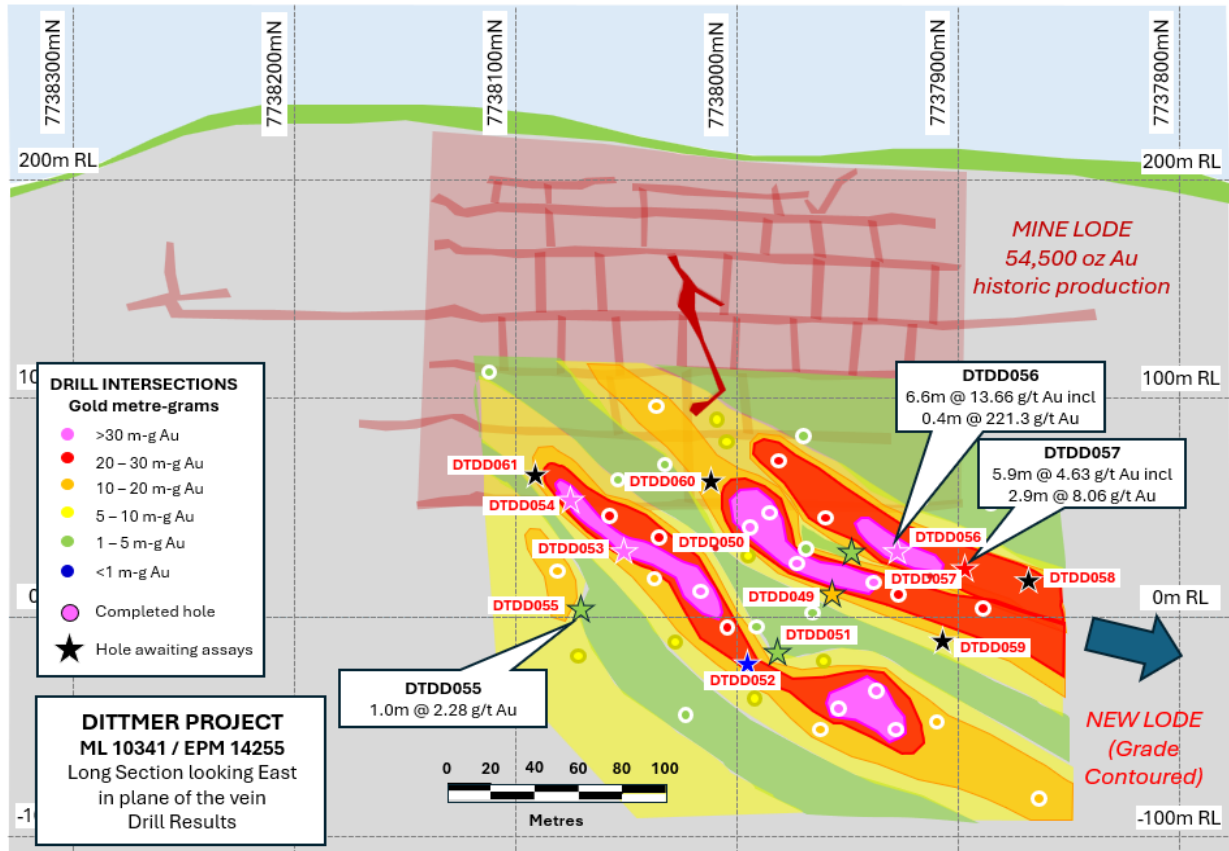 7738300mN
7738200mN
7738100mN
7738000mN
7737900mN
7737800mN
200m RL
200m RL
MINE LODE
54,500 oz Au
historic production
10
100m RL
DRILL INTERSECTIONS
Gold metre-grams
>30 m-g Au
20 – 30 m-g Au
10 – 20 m-g Au
5 – 10 m-g Au
1 – 5 m-g Au
<1 m-g Au
Completed hole
Hole awaiting assays
DTDD056
6.6m @ 13.66 g/t Au incl
0.4m @ 221.3 g/t Au
DTDD057
5.9m @ 4.63 g/t Au incl
2.9m @ 8.06 g/t Au
DTDD061
DTDD060
DTDD054
DTDD053
DTDD050
DTDD056
DTDD057
DTDD058
DTDD055
DTDD049
DTDD051
DTDD059
DTDD052
0
0m RL
DTDD055
1.0m @ 2.28 g/t Au
DITTMER PROJECT
ML 10341 / EPM 14255
Long Section looking East
in plane of the vein
Drill Results
0 20 40 60 80 100
Metres
NEW LODE
(Grade
Contoured)
-10
-100m RL